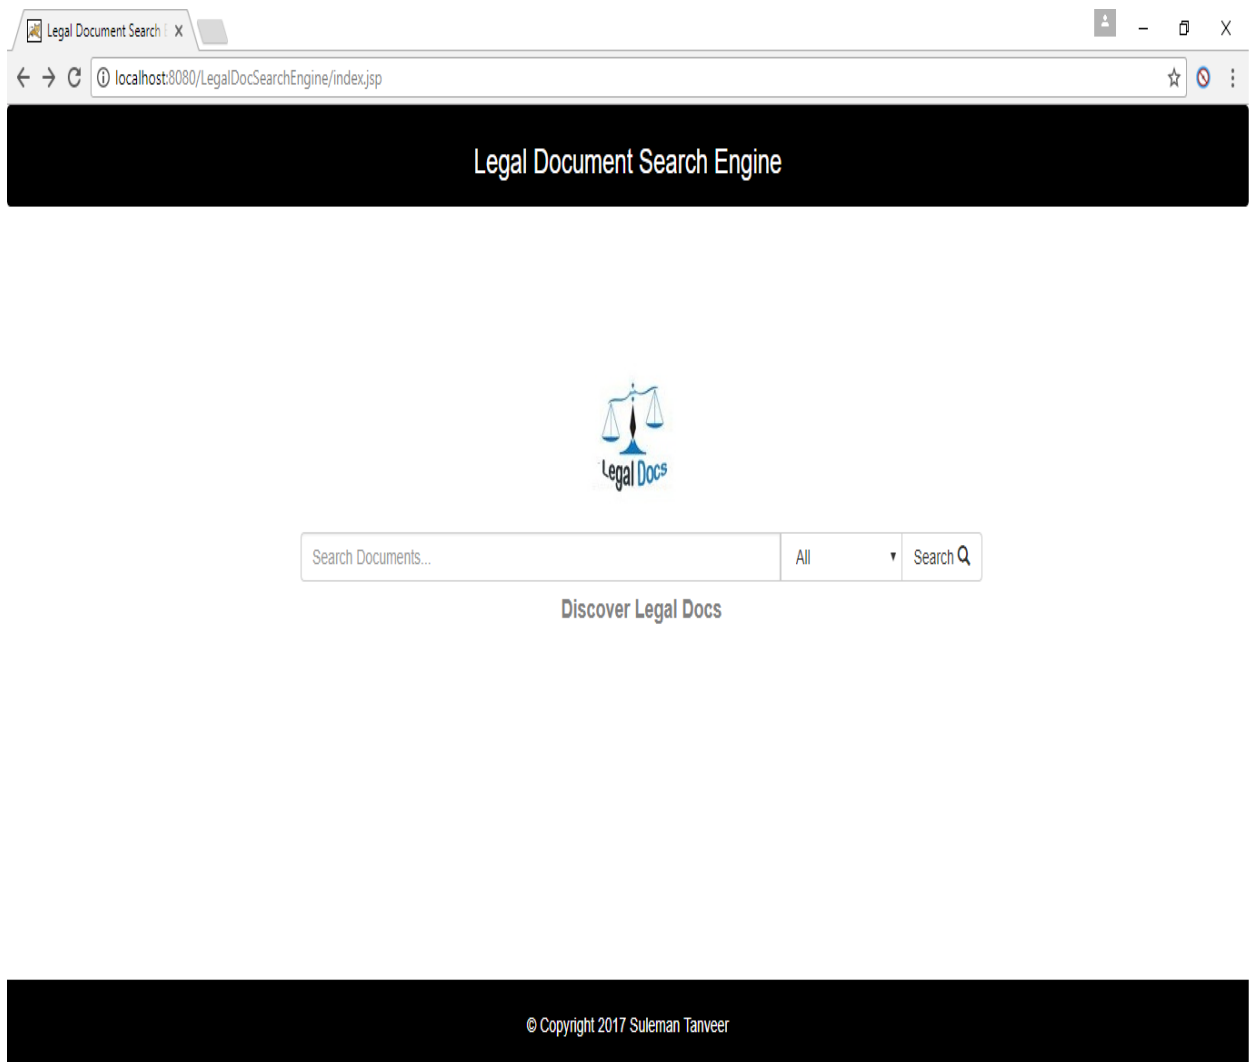 Legal Document Search E
localhost:8080/LegalDocSearchEngine/index.jsp
Legal Document Search Engine
Legal Docs
Search Documents...
All
Search
Discover Legal Docs
© Copyright 2017 Suleman Tanveer